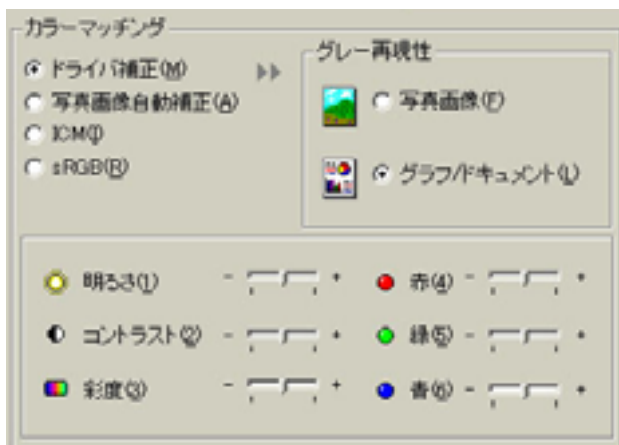 カラーマッチング
ドライバ補正(M)
写真画像自動補正(A)
ICM(I)
sRGB(R)
グレー再現性
写真画像(F)
グラフ/ドキュメント(L)
明るさ(1) - + 赤(4) - +
コントラスト(2) - + 緑(5) - +
彩度(3) - + 青(6) - +